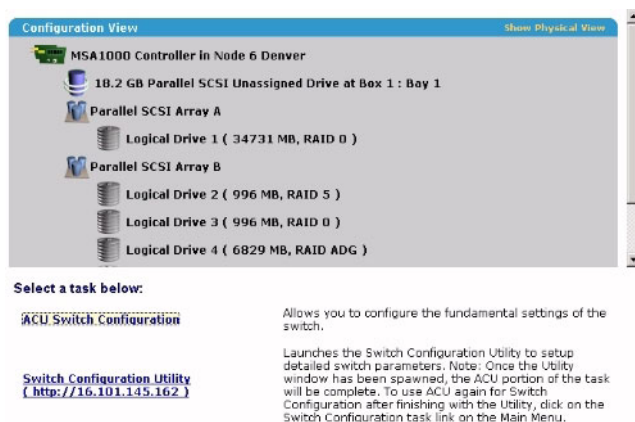 Configuration View
Show Physical View
MSA1000 Controller in Node 6 Denver
18.2 GB Parallel SCSI Unassigned Drive at Box 1 : Bay 1
Parallel SCSI Array A
Logical Drive 1 ( 34731 MB, RAID 0 )
Parallel SCSI Array B
Logical Drive 2 ( 996 MB, RAID 5 )
Logical Drive 3 ( 996 MB, RAID 0 )
Logical Drive 4 ( 6829 MB, RAID ADG )
Select a task below:
ACU Switch Configuration
Allows you to configure the fundamental settings of the
switch.
Switch Configuration Utility
( http://16.101.145.162 )
Launches the Switch Configuration Utility to setup
detailed switch parameters. Note: Once the Utility
window has been spawned, the ACU portion of the task
will be complete. To use ACU again for Switch
Configuration after finishing with the Utility, click on the
Switch Configuration task link on the Main Menu.